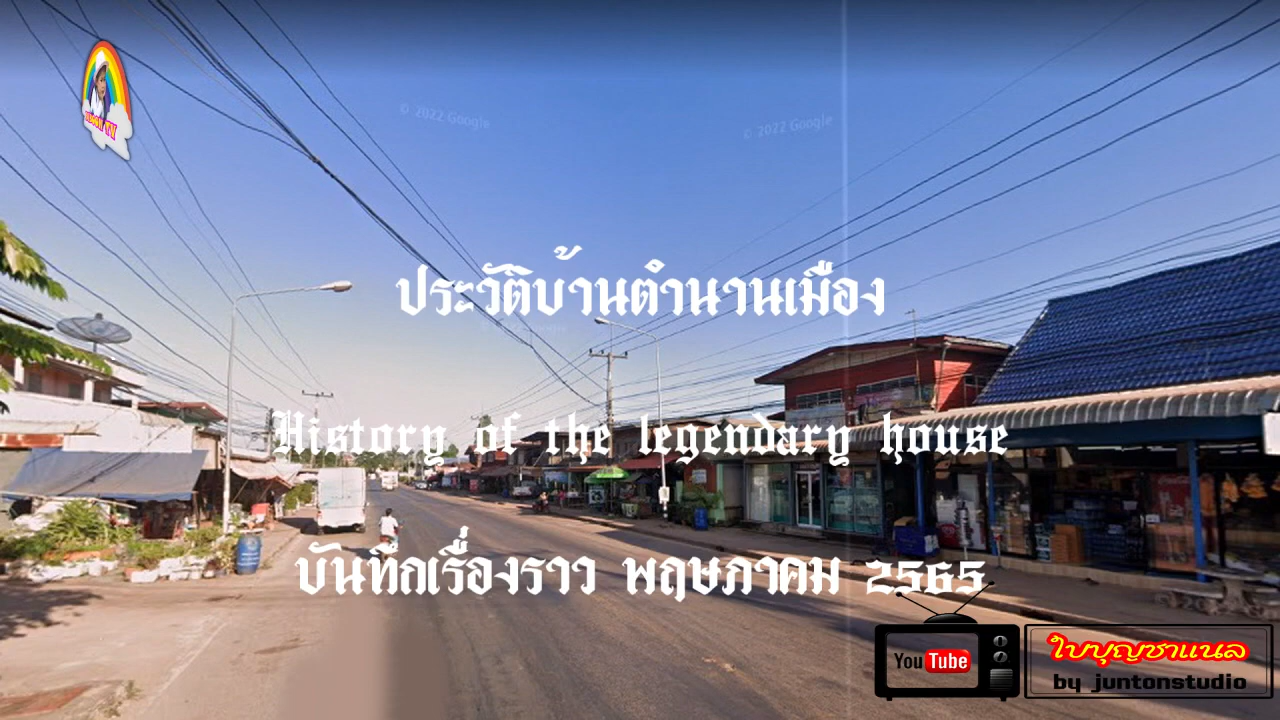 © 2022 Google
© 2022 Google
ประวัติบ้านตำนานเมือง
History of the legendary house
บันทึกเรื่องราว พฤษภาคม 2565
YouTube
ใบบุญชาแนล
by juntonstudio